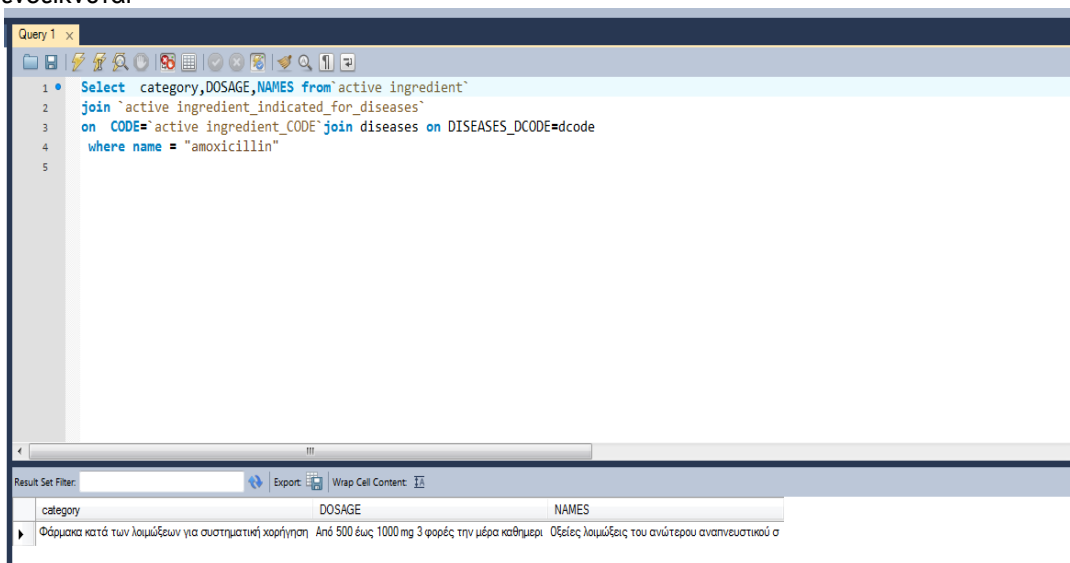 ενδείκνυται
Query 1 ×
1 Select category,DOSAGE,NAMES from`active ingredient`
2 join `active ingredient_indicated_for_diseases`
3 on CODE=`active ingredient_CODE`join diseases on DISEASES_DCODE=dcode
4 where name = "amoxicillin"
5
Result Set Filter: Export: Wrap Cell Content:
category DOSAGE NAMES
Φάρμακα κατά των λοιμώξεων για συστηματική χορήγηση Από 500 έως 1000 mg 3 φορές την μέρα καθημερι Οξείες λοιμώξεις του ανώτερου αναπνευστικού σ